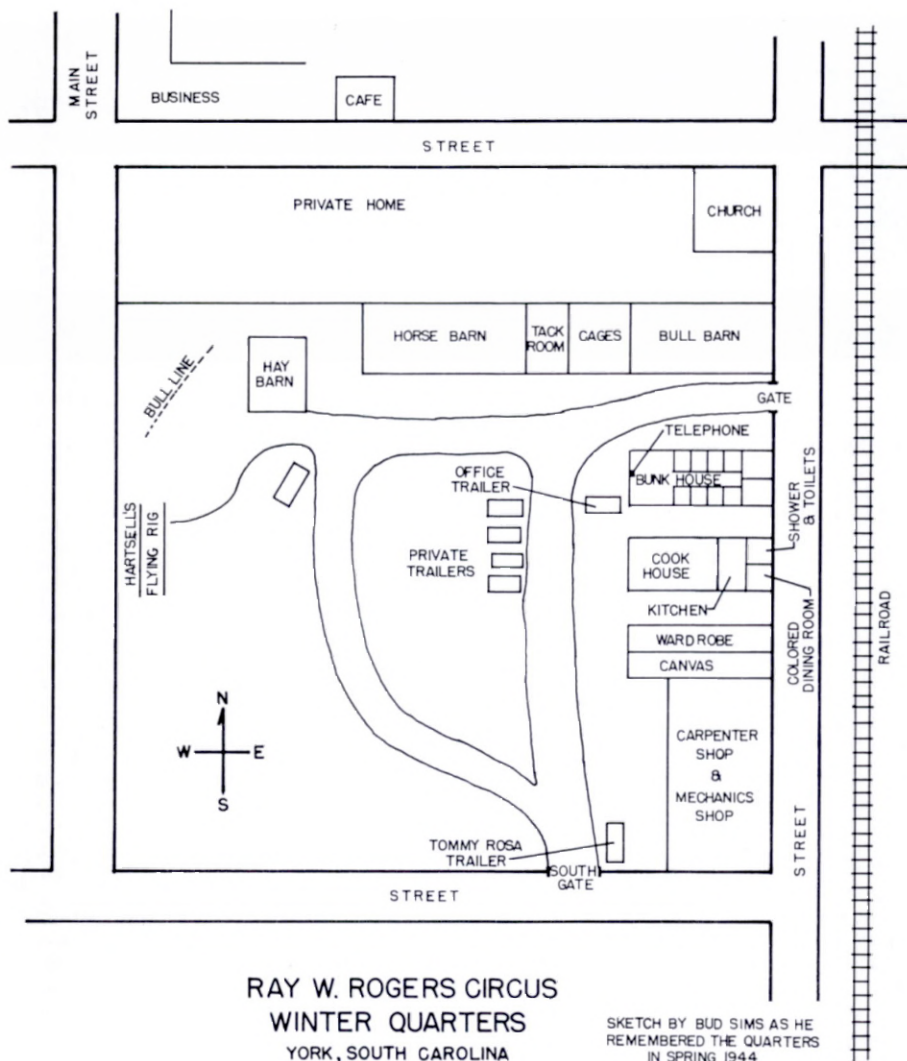 MAIN
STREET
BUSINESS
CAFE
STREET
PRIVATE HOME
CHURCH
HORSE BARN
TACK
ROOM
CAGES
BULL BARN
BULL LINE
HAY
BARN
GATE
TELEPHONE
OFFICE
TRAILER
BUNK HOUSE
SHOWER
& TOILETS
HARTSELL'S
FLYING RIG
PRIVATE
TRAILERS
COOK
HOUSE
KITCHEN
COLORED
DINING ROOM
RAILROAD
WARDROBE
CANVAS
N
W
E
S
CARPENTER
SHOP
&
MECHANICS
SHOP
TOMMY ROSA
TRAILER
SOUTH
GATE
STREET
STREET
RAY W. ROGERS CIRCUS
WINTER QUARTERS
YORK, SOUTH CAROLINA
SKETCH BY BUD SIMS AS HE
REMEMBERED THE QUARTERS
IN SPRING 1944